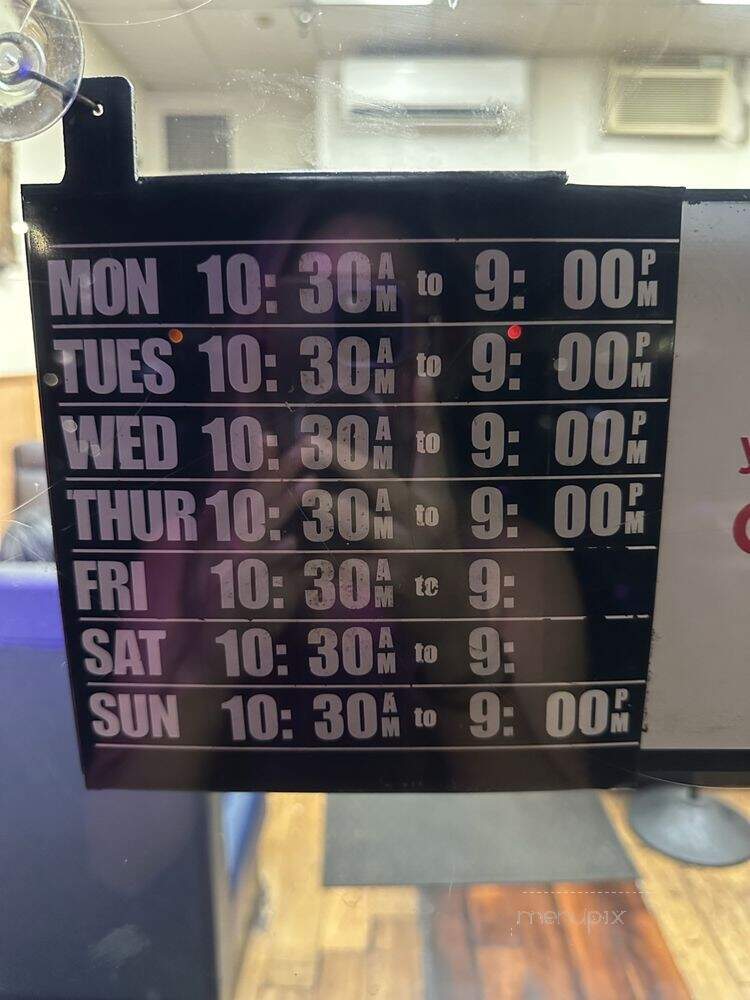 MON 10: 30 AM to 9: 00 PM
TUES 10: 30 AM to 9: 00 PM
WED 10: 30 AM to 9: 00 PM
THUR 10: 30 AM to 9: 00 PM
FRI 10: 30 AM to 9:
SAT 10: 30 AM to 9:
SUN 10: 30 AM to 9: 00 PM
menupix